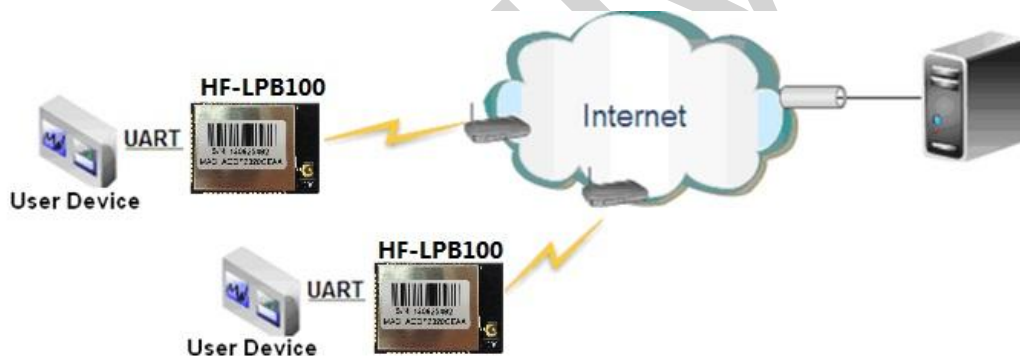 HF-LPB100
UART
User Device
Internet
HF-LPB100
UART
User Device